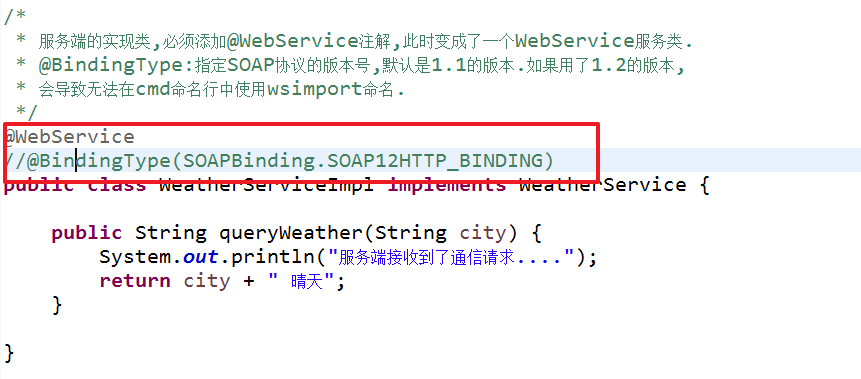 /*
 * 服务端的实现类,必须添加@WebService注解,此时变成了一个WebService服务类.
 * @BindingType:指定SOAP协议的版本号,默认是1.1的版本.如果用了1.2的版本,
 * 会导致无法在cmd命名行中使用wsimport命名.
 */
@WebService
//@BindingType(SOAPBinding.SOAP12HTTP_BINDING)
public class WeatherServiceImpl implements WeatherService {
    public String queryWeather(String city) {
        System.out.println("服务端接收到了通信请求....");
        return city + " 晴天";
    }
}